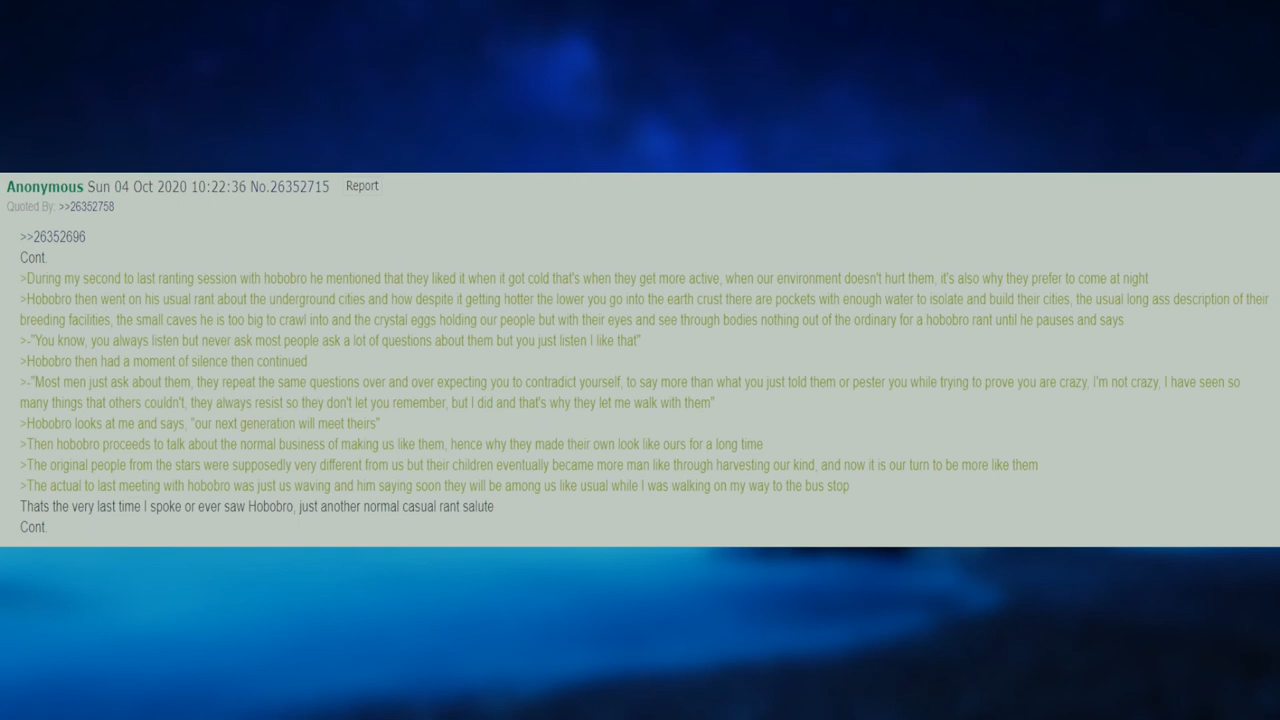 Anonymous Sun 04 Oct 2020 10:22:36 No.26352715 Report
Quoted By: >>26352758
>>26352696
Cont.
>During my second to last ranting session with hobobro he mentioned that they liked it when it got cold that's when they get more active, when our environment doesn't hurt them, it's also why they prefer to come at night
>Hobobro then went on his usual rant about the underground cities and how despite it getting hotter the lower you go into the earth crust there are pockets with enough water to isolate and build their cities, the usual long ass description of their
breeding facilities, the small caves he is too big to crawl into and the crystal eggs holding our people but with their eyes and see through bodies nothing out of the ordinary for a hobobro rant until he pauses and says
>-"You know, you always listen but never ask most people ask a lot of questions about them but you just listen I like that"
>Hobobro then had a moment of silence then continued
>-"Most men just ask about them, they repeat the same questions over and over expecting you to contradict yourself, to say more than what you just told them or pester you while trying to prove you are crazy, I'm not crazy, I have seen so
many things that others couldn't, they always resist so they don't let you remember, but I did and that's why they let me walk with them"
>Hobobro looks at me and says, "our next generation will meet theirs"
>Then hobobro proceeds to talk about the normal business of making us like them, hence why they made their own look like ours for a long time
>The original people from the stars were supposedly very different from us but their children eventually became more man like through harvesting our kind, and now it is our turn to be more like them
>The actual to last meeting with hobobro was just us waving and him saying soon they will be among us like usual while I was walking on my way to the bus stop
Thats the very last time I spoke or ever saw Hobobro, just another normal casual rant salute
Cont.